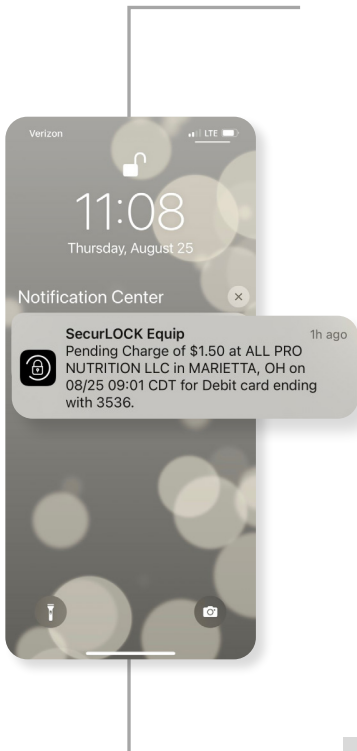 Verizon
LTE
11:08
Thursday, August 25
Notification Center
SecurLOCK Equip 1h ago
Pending Charge of $1.50 at ALL PRO
NUTRITION LLC in MARIETTA, OH on
08/25 09:01 CDT for Debit card ending
with 3536.